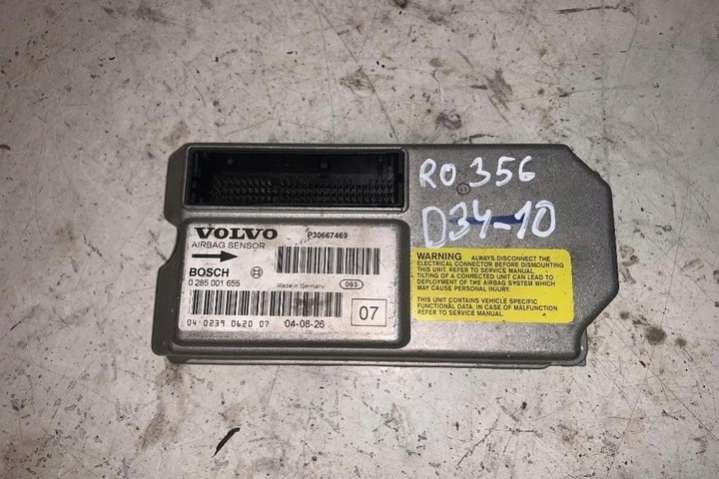 RO 356
D34-10
VOLVO
P30667469
AIRBAG SENSOR
BOSCH
0 285 001 655
Made in Germany
083
04 0239 0620 07
04-08-26
07
WARNING ALWAYS DISCONNECT THE
ELECTRICAL CONNECTOR BEFORE DISMOUNTING
THIS UNIT. REFER TO SERVICE MANUAL.
TILTING OF A CONNECTED UNIT CAN LEAD TO
DEPLOYMENT OF THE AIRBAG SYSTEM WHICH
MAY CAUSE PERSONAL INJURY.
THIS UNIT CONTAINS VEHICLE SPECIFIC
FUNCTIONAL DATA. IN CASE OF MALFUNCTION
REFER TO SERVICE MANUAL.